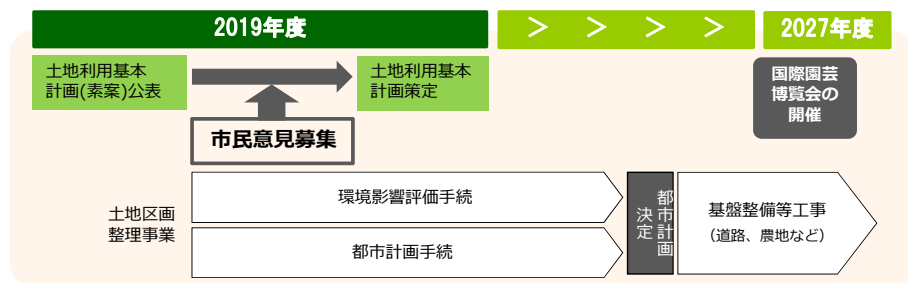 2019年度
＞ ＞ ＞ ＞
2027年度
土地利用基本
計画(素案)公表
土地利用基本
計画策定
国際園芸
博覧会の
開催
市民意見募集
土地区画
整理事業
環境影響評価手続
都市計画手続
都市計画
決定
基盤整備等工事
（道路、農地など）